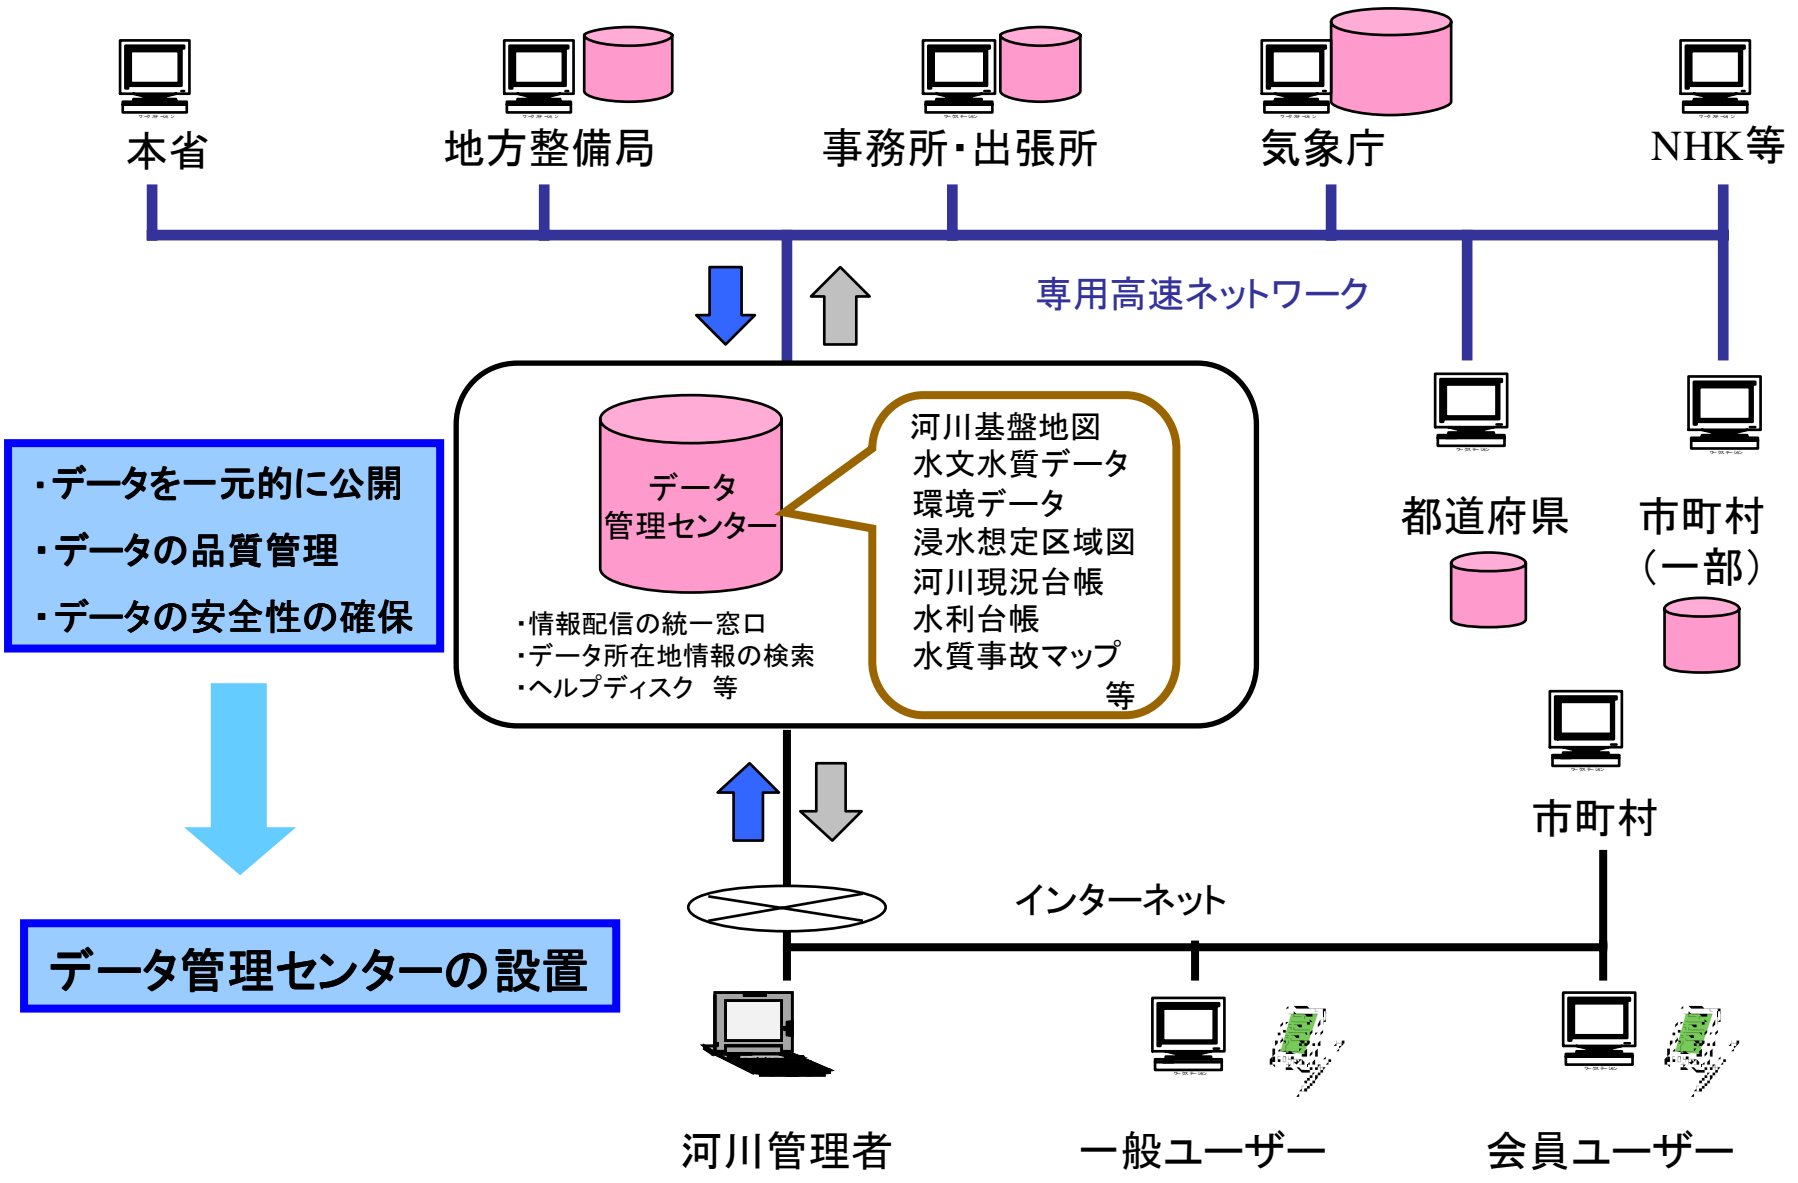 本省
地方整備局
事務所・出張所
気象庁
NHK等
専用高速ネットワーク
・データを一元的に公開
・データの品質管理
・データの安全性の確保
データ
管理センター
・情報配信の統一窓口
・データ所在地情報の検索
・ヘルプディスク　等
河川基盤地図
水文水質データ
環境データ
浸水想定区域図
河川現況台帳
水利台帳
水質事故マップ
等
都道府県
市町村
（一部）
市町村
インターネット
データ管理センターの設置
河川管理者
一般ユーザー
会員ユーザー